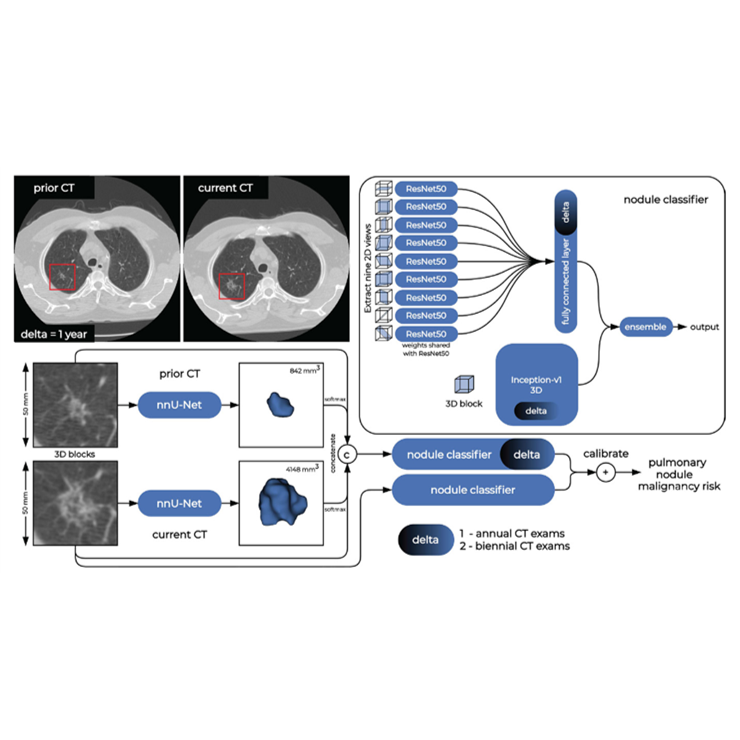 prior CT
current CT
delta = 1 year
Extract nine 2D views
ResNet50
ResNet50
ResNet50
ResNet50
ResNet50
ResNet50
ResNet50
ResNet50
ResNet50
weights shared
with ResNet50
delta
fully connected layer
nodule classifier
ensemble
output
3D block
Inception-v1
3D
delta
50 mm
prior CT
nnU-Net
842 mm3
softmax
3D blocks
concatenate
C
50 mm
nnU-Net
current CT
4148 mm3
softmax
nodule classifier
delta
nodule classifier
calibrate
+
pulmonary
nodule
malignancy risk
delta
1 - annual CT exams
2 - biennial CT exams